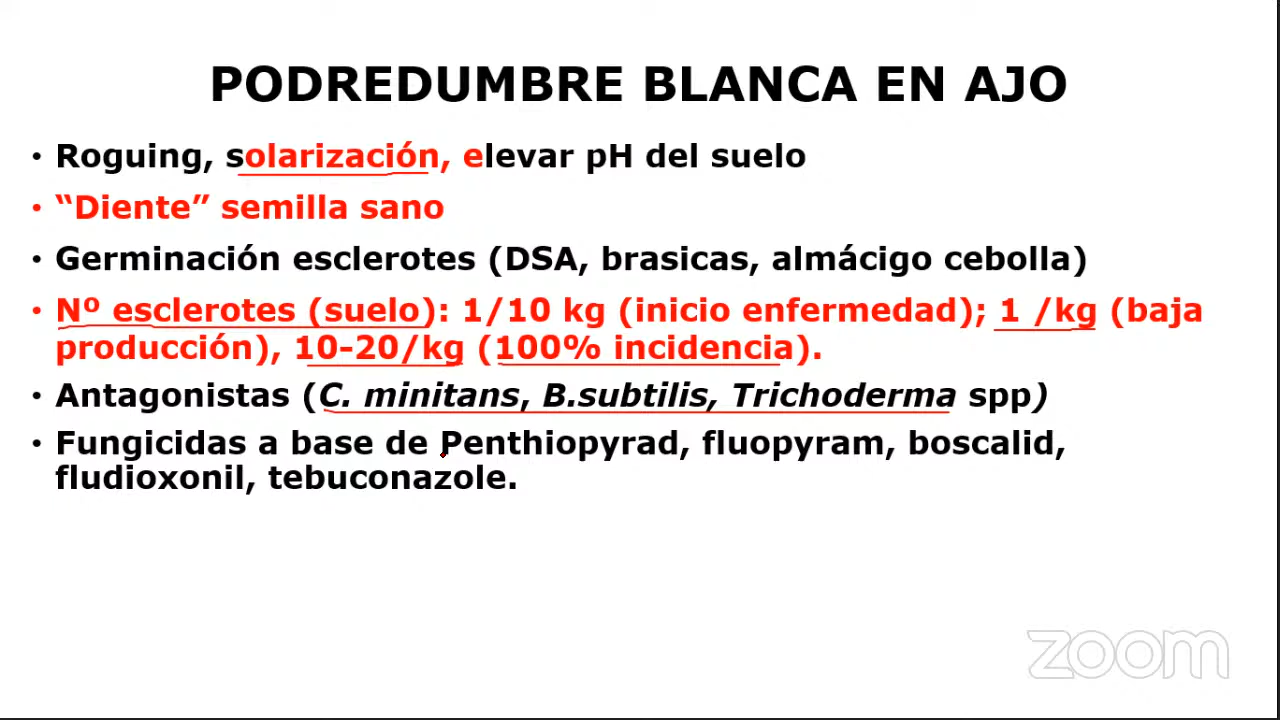 PODREDUMBRE BLANCA EN AJO
• Roguing, solarización, elevar pH del suelo
• “Diente” semilla sano
• Germinación esclerotes (DSA, brasicas, almácigo cebolla)
• Nº esclerotes (suelo): 1/10 kg (inicio enfermedad); 1 /kg (baja
producción), 10-20/kg (100% incidencia).
• Antagonistas (C. minitans, B.subtilis, Trichoderma spp)
• Fungicidas a base de Penthiopyrad, fluopyram, boscalid,
fludioxonil, tebuconazole.
zoom